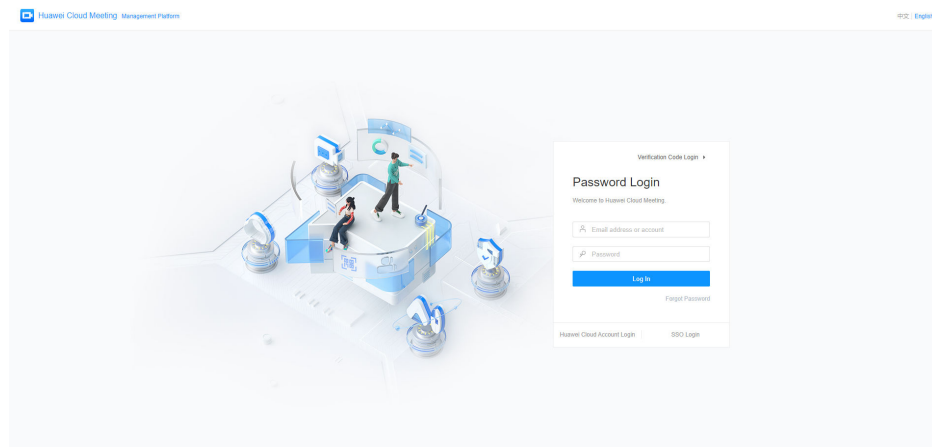 Huawei Cloud Meeting Management Platform
中文 | English
Verification Code Login
Password Login
Welcome to Huawei Cloud Meeting.
Email address or account
Password
Log In
Forgot Password
Huawei Cloud Account Login
SSO Login